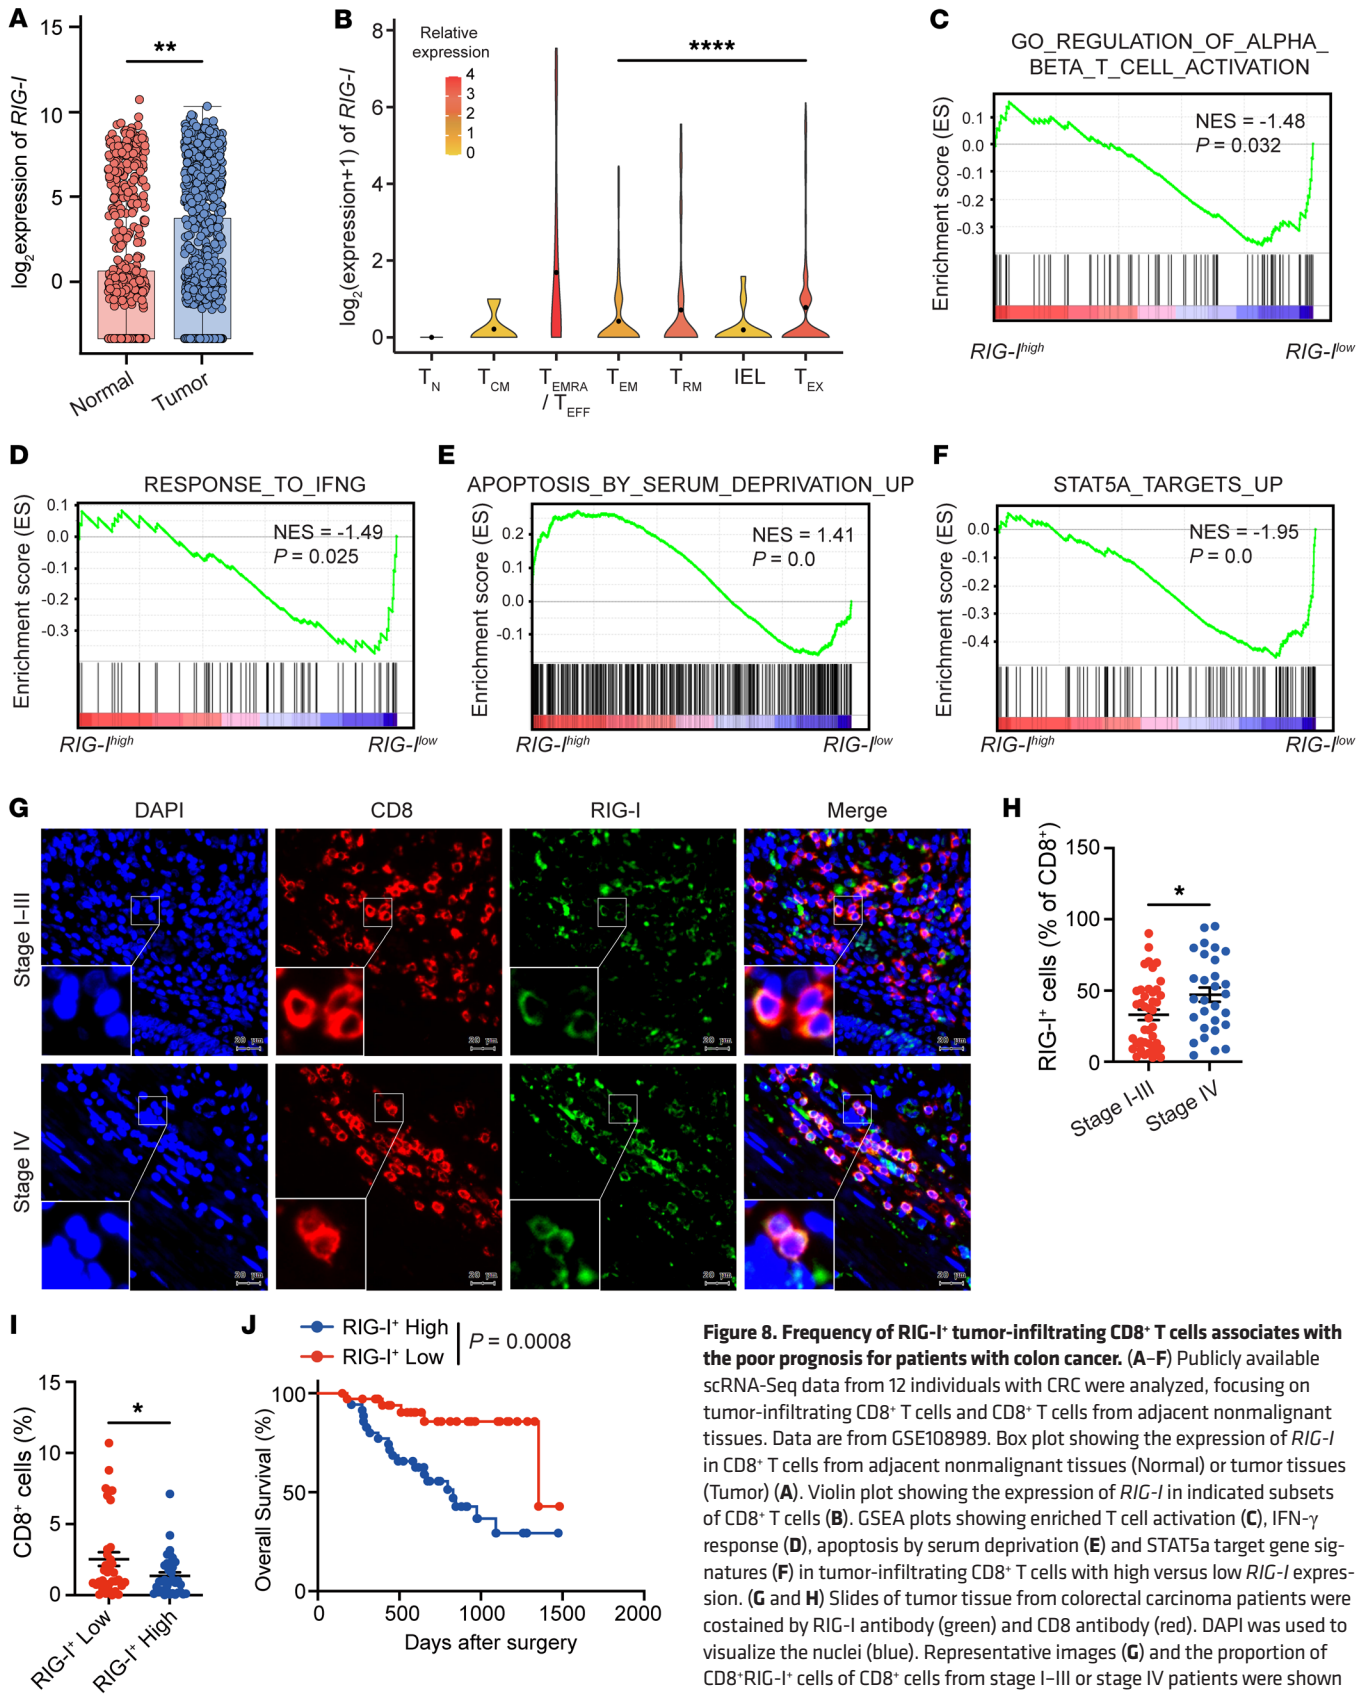 A
15
10
5
0
log2expression of RIG-I
**
Normal
Tumor
B
8
6
4
2
0
log2(expression+1) of RIG-I
Relative
expression
4
3
2
1
0
****
TN
TCM
TEMRA
/ TEFF
TEM
TRM
IEL
TEX
C
GO_REGULATION_OF_ALPHA_
BETA_T_CELL_ACTIVATION
Enrichment score (ES)
0.1
0.0
-0.1
-0.2
-0.3
NES = -1.48
P = 0.032
RIG-Ihigh
RIG-Ilow
D
RESPONSE_TO_IFNG
Enrichment score (ES)
0.1
0.0
-0.1
-0.2
-0.3
NES = -1.49
P = 0.025
RIG-Ihigh
RIG-Ilow
E
APOPTOSIS_BY_SERUM_DEPRIVATION_UP
Enrichment score (ES)
0.2
0.1
0.0
-0.1
NES = 1.41
P = 0.0
RIG-Ihigh
RIG-Ilow
F
STAT5A_TARGETS_UP
Enrichment score (ES)
0.0
-0.1
-0.2
-0.3
-0.4
NES = -1.95
P = 0.0
RIG-Ihigh
RIG-Ilow
G
DAPI
CD8
RIG-I
Merge
Stage I–III
20 μm
20 μm
20 μm
20 μm
Stage IV
20 μm
20 μm
20 μm
20 μm
H
RIG-I+ cells (% of CD8+)
150
100
50
0
*
Stage I-III
Stage IV
I
CD8+ cells (%)
15
10
5
0
*
RIG-I+ Low
RIG-I+ High
J
RIG-I+ High
RIG-I+ Low
P = 0.0008
Overall Survival (%)
100
50
0
0
500
1000
1500
2000
Days after surgery
Figure 8. Frequency of RIG-I+ tumor-infiltrating CD8+ T cells associates with
the poor prognosis for patients with colon cancer. (A–F) Publicly available
scRNA-Seq data from 12 individuals with CRC were analyzed, focusing on
tumor-infiltrating CD8+ T cells and CD8+ T cells from adjacent nonmalignant
tissues. Data are from GSE108989. Box plot showing the expression of RIG-I
in CD8+ T cells from adjacent nonmalignant tissues (Normal) or tumor tissues
(Tumor) (A). Violin plot showing the expression of RIG-I in indicated subsets
of CD8+ T cells (B). GSEA plots showing enriched T cell activation (C), IFN-γ
response (D), apoptosis by serum deprivation (E) and STAT5a target gene sig-
natures (F) in tumor-infiltrating CD8+ T cells with high versus low RIG-I expres-
sion. (G and H) Slides of tumor tissue from colorectal carcinoma patients were
costained by RIG-I antibody (green) and CD8 antibody (red). DAPI was used to
visualize the nuclei (blue). Representative images (G) and the proportion of
CD8+RIG-I+ cells of CD8+ cells from stage I–III or stage IV patients were shown